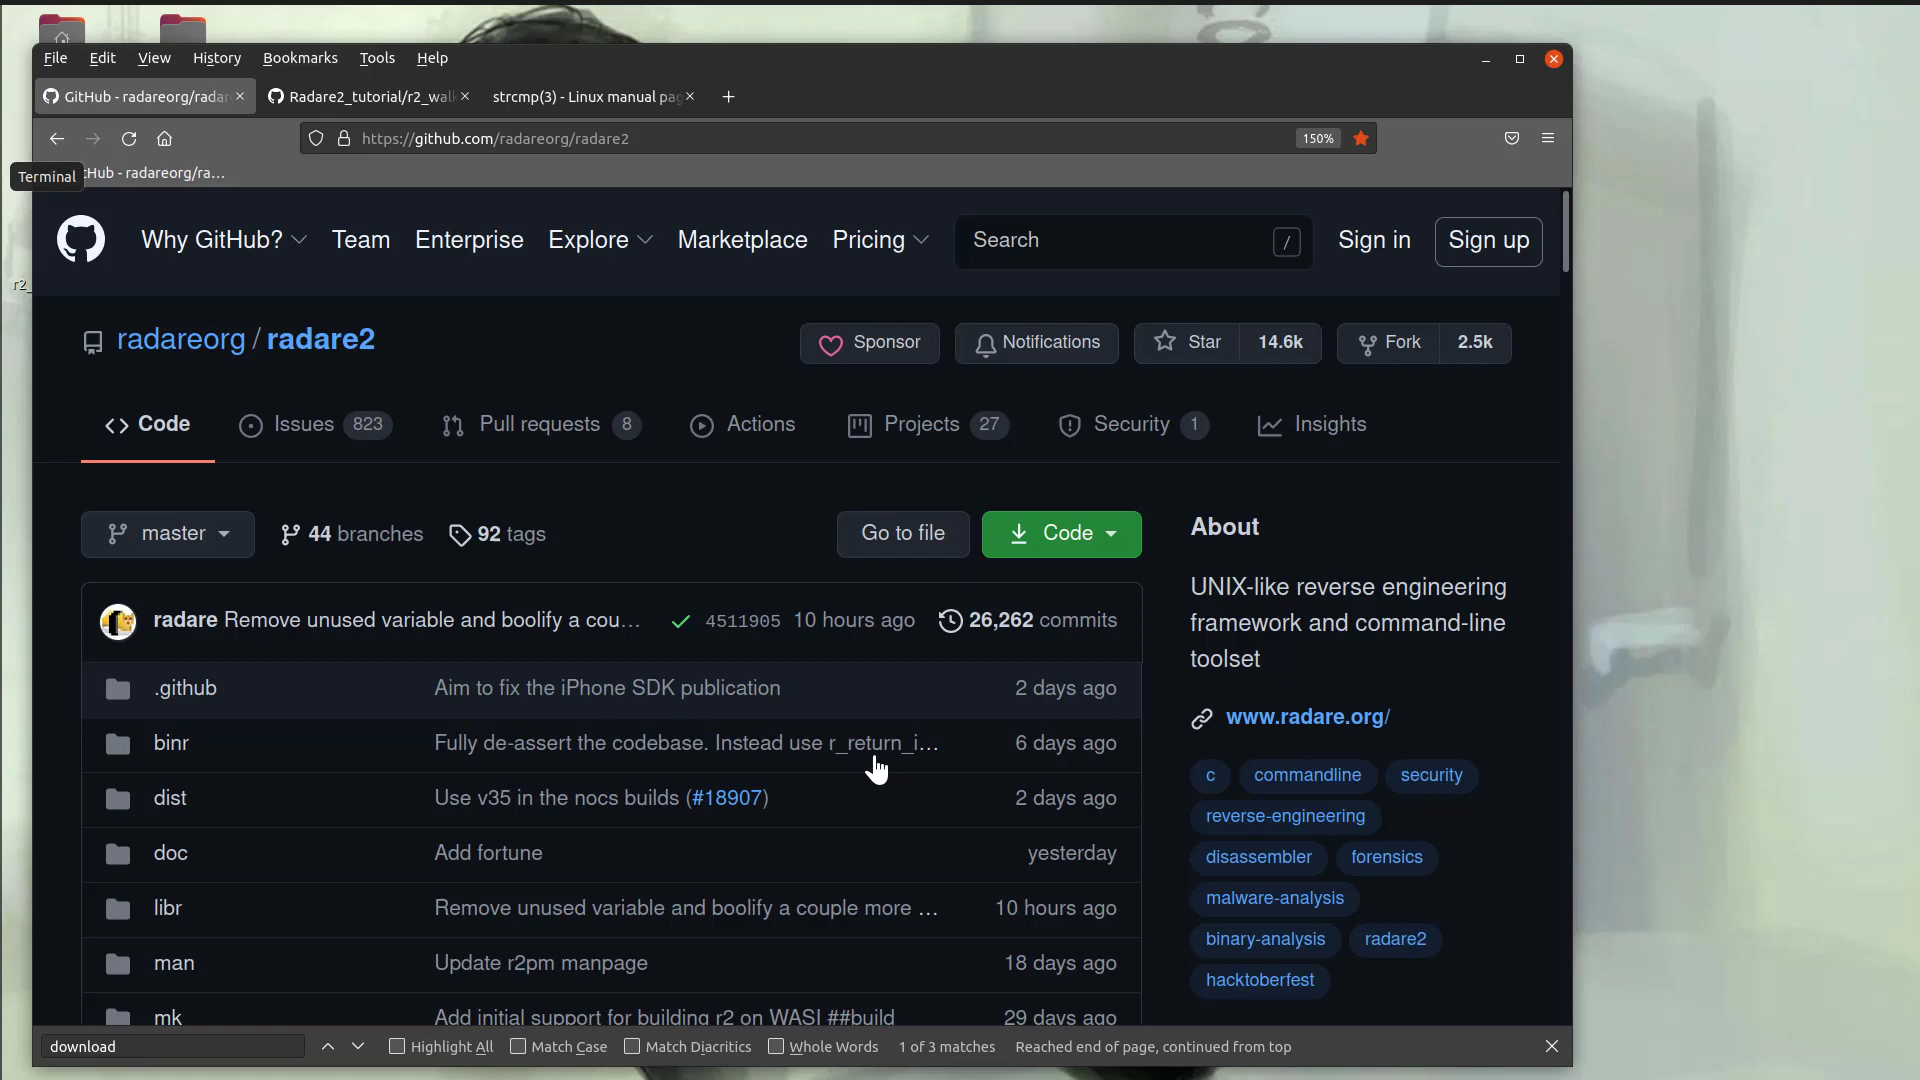 File Edit View History Bookmarks Tools Help
GitHub - radareorg/radar
Radare2_tutorial/r2_wal
strcmp(3) - Linux manual pag
https://github.com/radareorg/radare2
150%
Terminal
tHub - radareorg/ra...
r2_
Why GitHub? Team Enterprise Explore Marketplace Pricing Search / Sign in Sign up
radareorg / radare2
Sponsor Notifications Star 14.6k Fork 2.5k
Code Issues 823 Pull requests 8 Actions Projects 27 Security 1 Insights
master 44 branches 92 tags Go to file Code
radare Remove unused variable and boolify a cou... 4511905 10 hours ago 26,262 commits
.github Aim to fix the iPhone SDK publication 2 days ago
binr Fully de-assert the codebase. Instead use r_return_i... 6 days ago
dist Use v35 in the nocs builds (#18907) 2 days ago
doc Add fortune yesterday
libr Remove unused variable and boolify a couple more ... 10 hours ago
man Update r2pm manpage 18 days ago
mk Add initial support for building r2 on WASI ##build 29 days ago
About
UNIX-like reverse engineering
framework and command-line
toolset
www.radare.org/
c commandline security
reverse-engineering
disassembler forensics
malware-analysis
binary-analysis radare2
hacktoberfest
download Highlight All Match Case Match Diacritics Whole Words 1 of 3 matches Reached end of page, continued from top